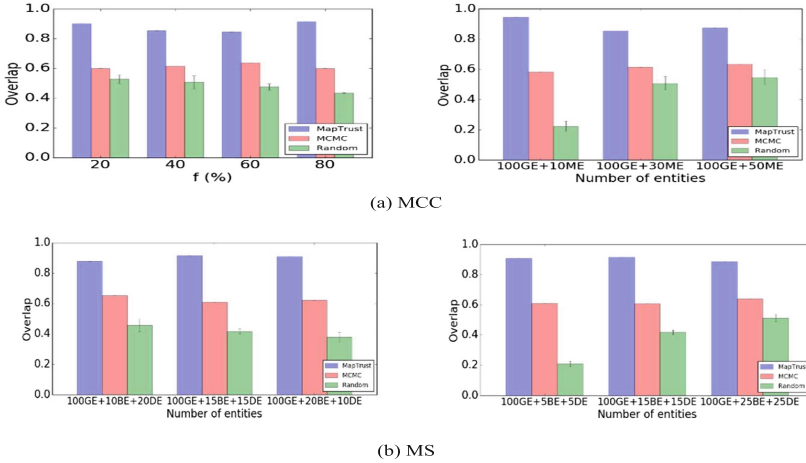 1.0
0.8
0.6
0.4
0.2
0.0
Overlap
20 40 60 80
f (%)
MapTrust
MCMC
Random
1.0
0.8
0.6
0.4
0.2
0.0
Overlap
100GE+10ME 100GE+30ME 100GE+50ME
Number of entities
MapTrust
MCMC
Random
(a) MCC
1.0
0.8
0.6
0.4
0.2
0.0
Overlap
100GE+10BE+20DE 100GE+15BE+15DE 100GE+20BE+10DE
Number of entities
MapTrust
MCMC
Random
1.0
0.8
0.6
0.4
0.2
0.0
Overlap
100GE+5BE+5DE 100GE+15BE+15DE 100GE+25BE+25DE
Number of entities
MapTrust
MCMC
Random
(b) MS